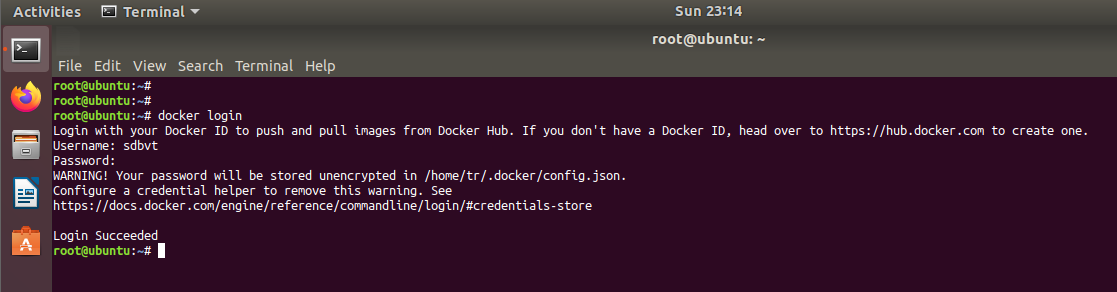 Activities Terminal Sun 23:14
root@ubuntu: ~
File Edit View Search Terminal Help
root@ubuntu:~#
root@ubuntu:~#
root@ubuntu:~# docker login
Login with your Docker ID to push and pull images from Docker Hub. If you don't have a Docker ID, head over to https://hub.docker.com to create one.
Username: sdbvt
Password:
WARNING! Your password will be stored unencrypted in /home/tr/.docker/config.json.
Configure a credential helper to remove this warning. See
https://docs.docker.com/engine/reference/commandline/login/#credentials-store
Login Succeeded
root@ubuntu:~#